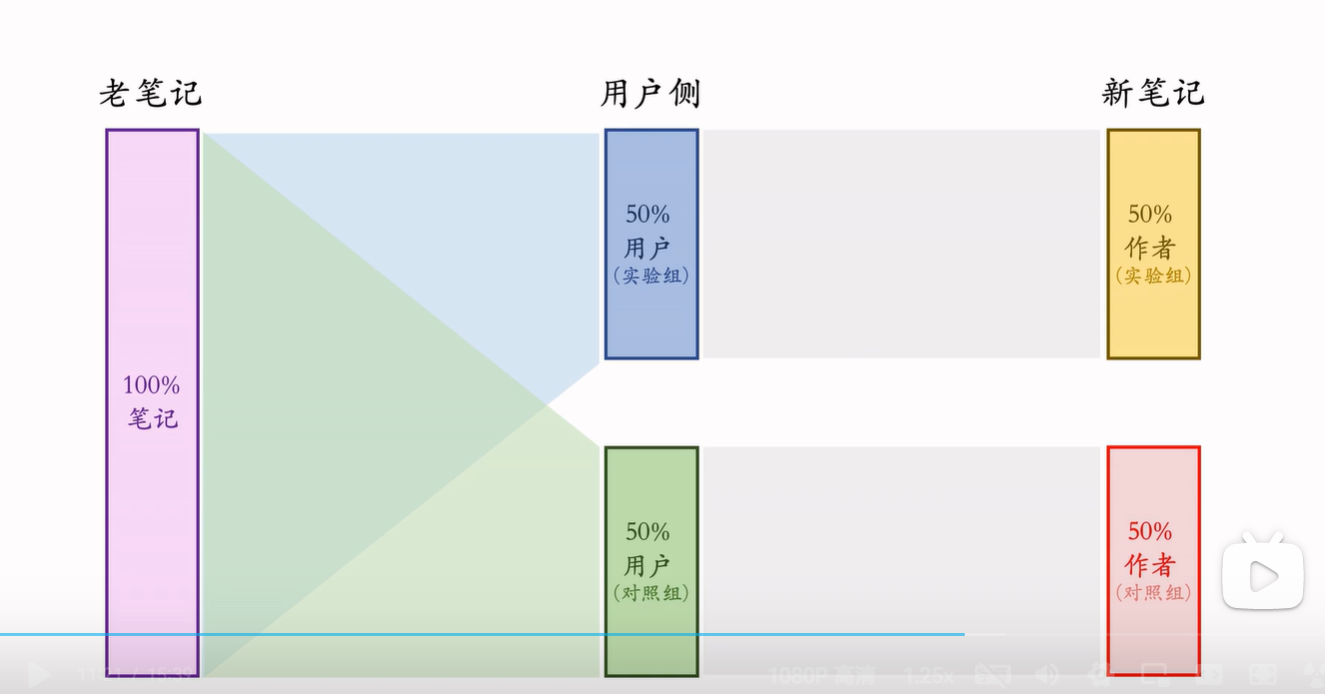 老笔记
用户侧
新笔记
100%
笔记
50%
用户
(实验组)
50%
用户
(对照组)
50%
作者
(实验组)
50%
作者
(对照组)
11:21 / 15:39
1080P 高清
1.25x